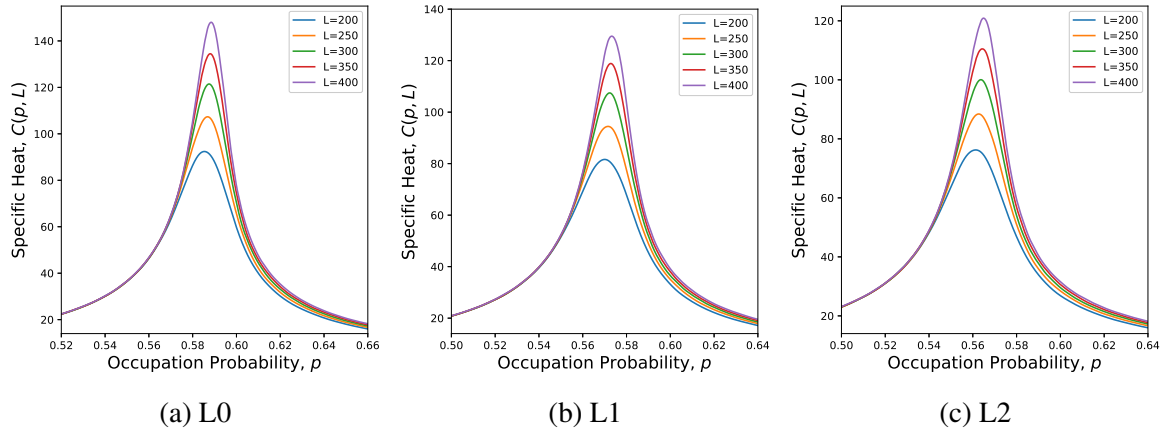 Specific Heat, C(p, L)
140
120
100
80
60
40
20
L=200
L=250
L=300
L=350
L=400
0.52 0.54 0.56 0.58 0.60 0.62 0.64 0.66
Occupation Probability, p
(a) L0
Specific Heat, C(p, L)
140
120
100
80
60
40
20
L=200
L=250
L=300
L=350
L=400
0.50 0.52 0.54 0.56 0.58 0.60 0.62 0.64
Occupation Probability, p
(b) L1
Specific Heat, C(p, L)
120
100
80
60
40
20
L=200
L=250
L=300
L=350
L=400
0.50 0.52 0.54 0.56 0.58 0.60 0.62 0.64
Occupation Probability, p
(c) L2